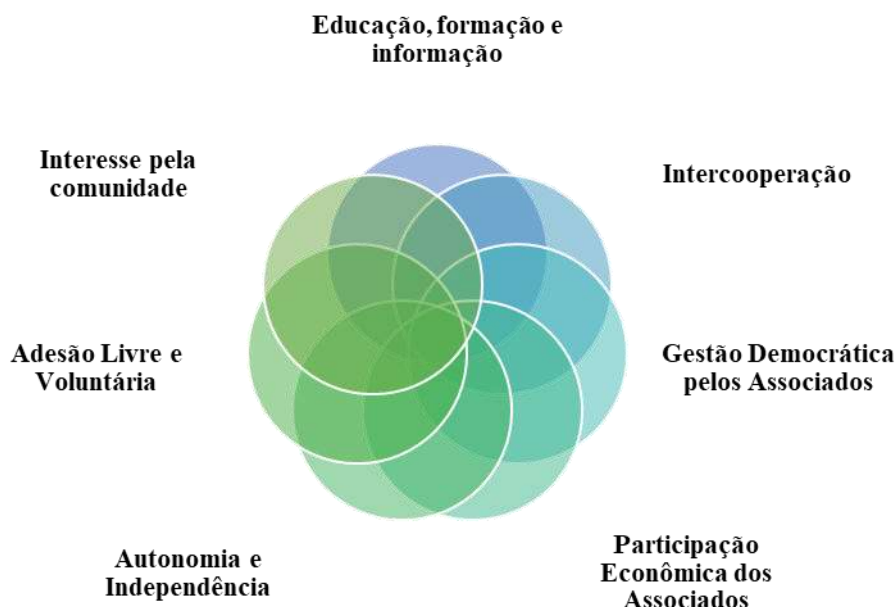 Educação, formação e
informação
Interesse pela
comunidade
Intercooperação
Adesão Livre e
Voluntária
Gestão Democrática
pelos Associados
Autonomia e
Independência
Participação
Econômica dos
Associados